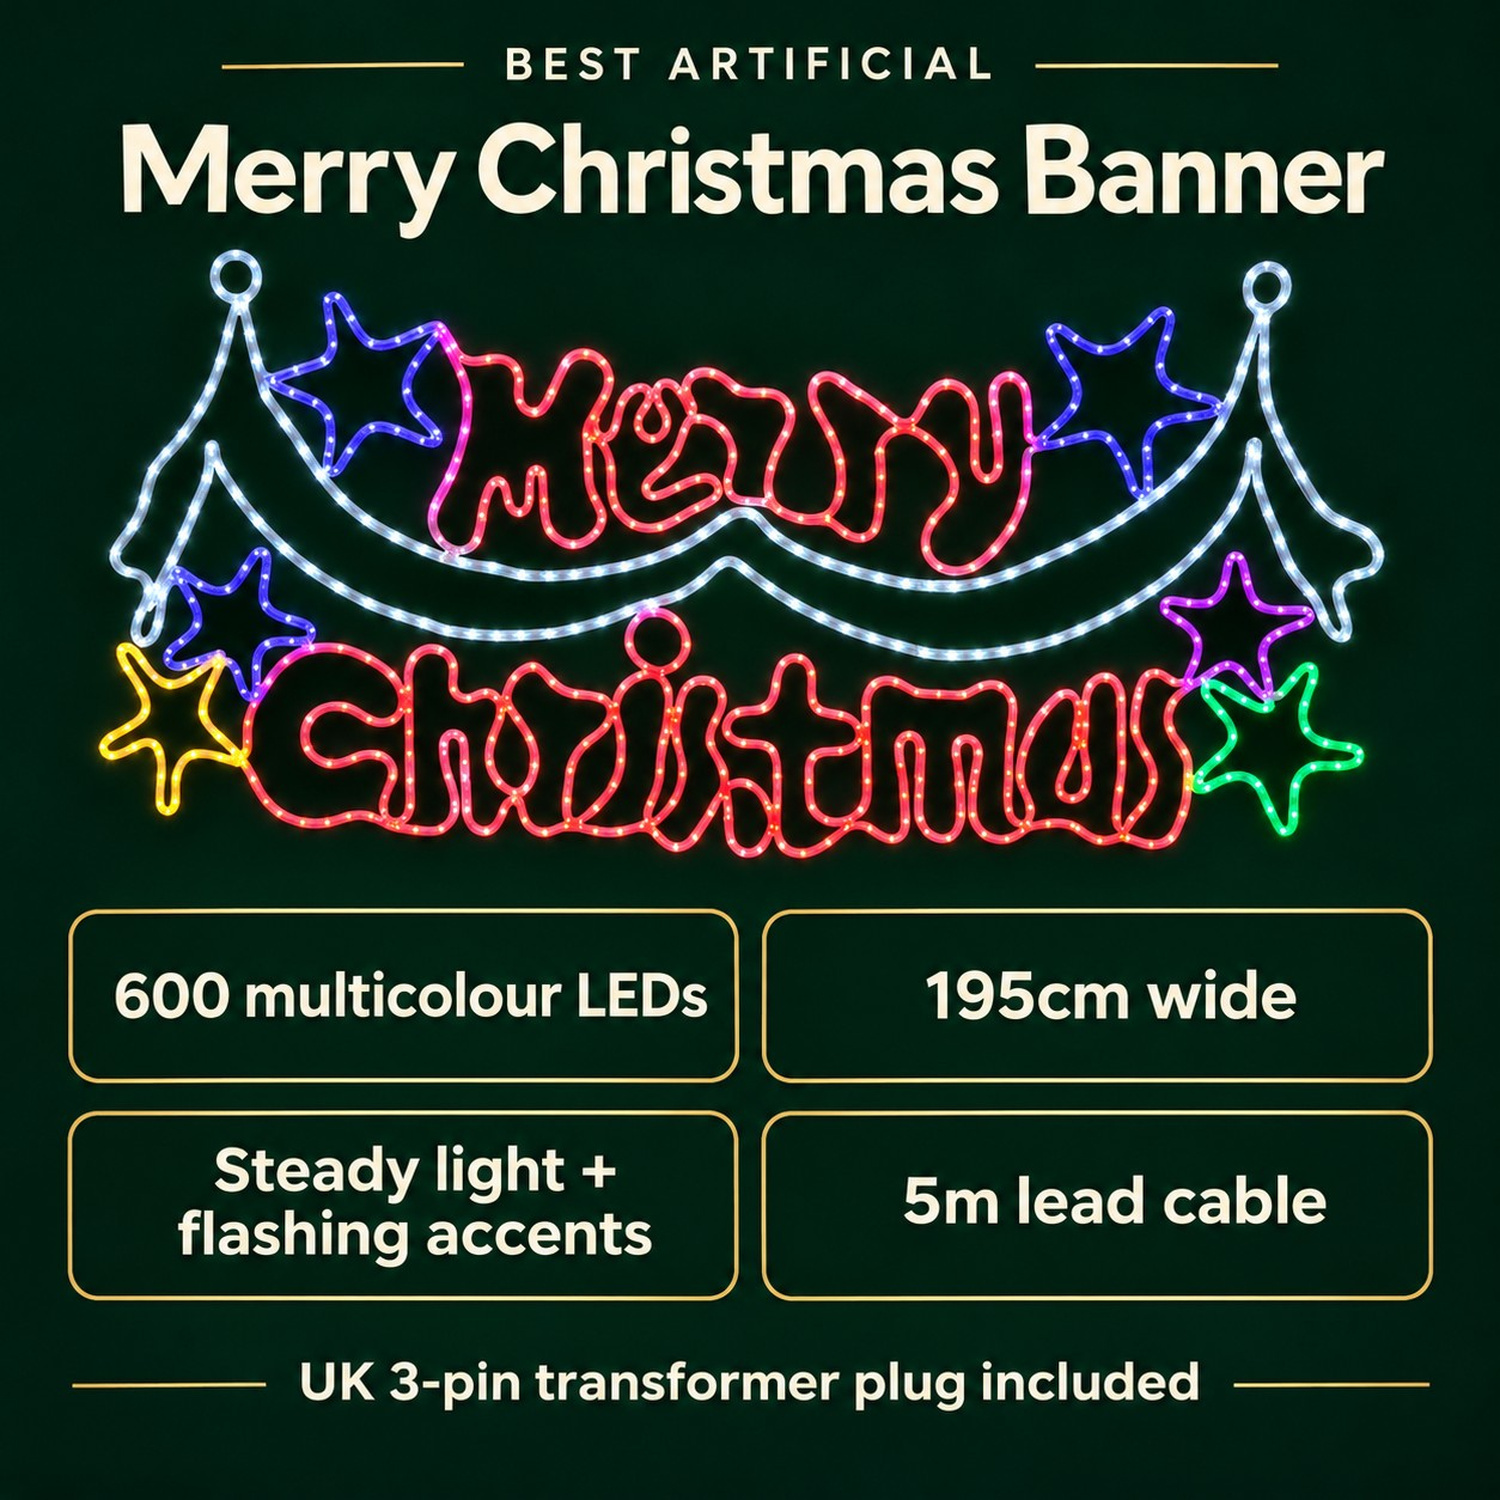 BEST ARTIFICIAL
Merry Christmas Banner
Merry
Christmas
600 multicolour LEDs
195cm wide
Steady light +
flashing accents
5m lead cable
UK 3-pin transformer plug included